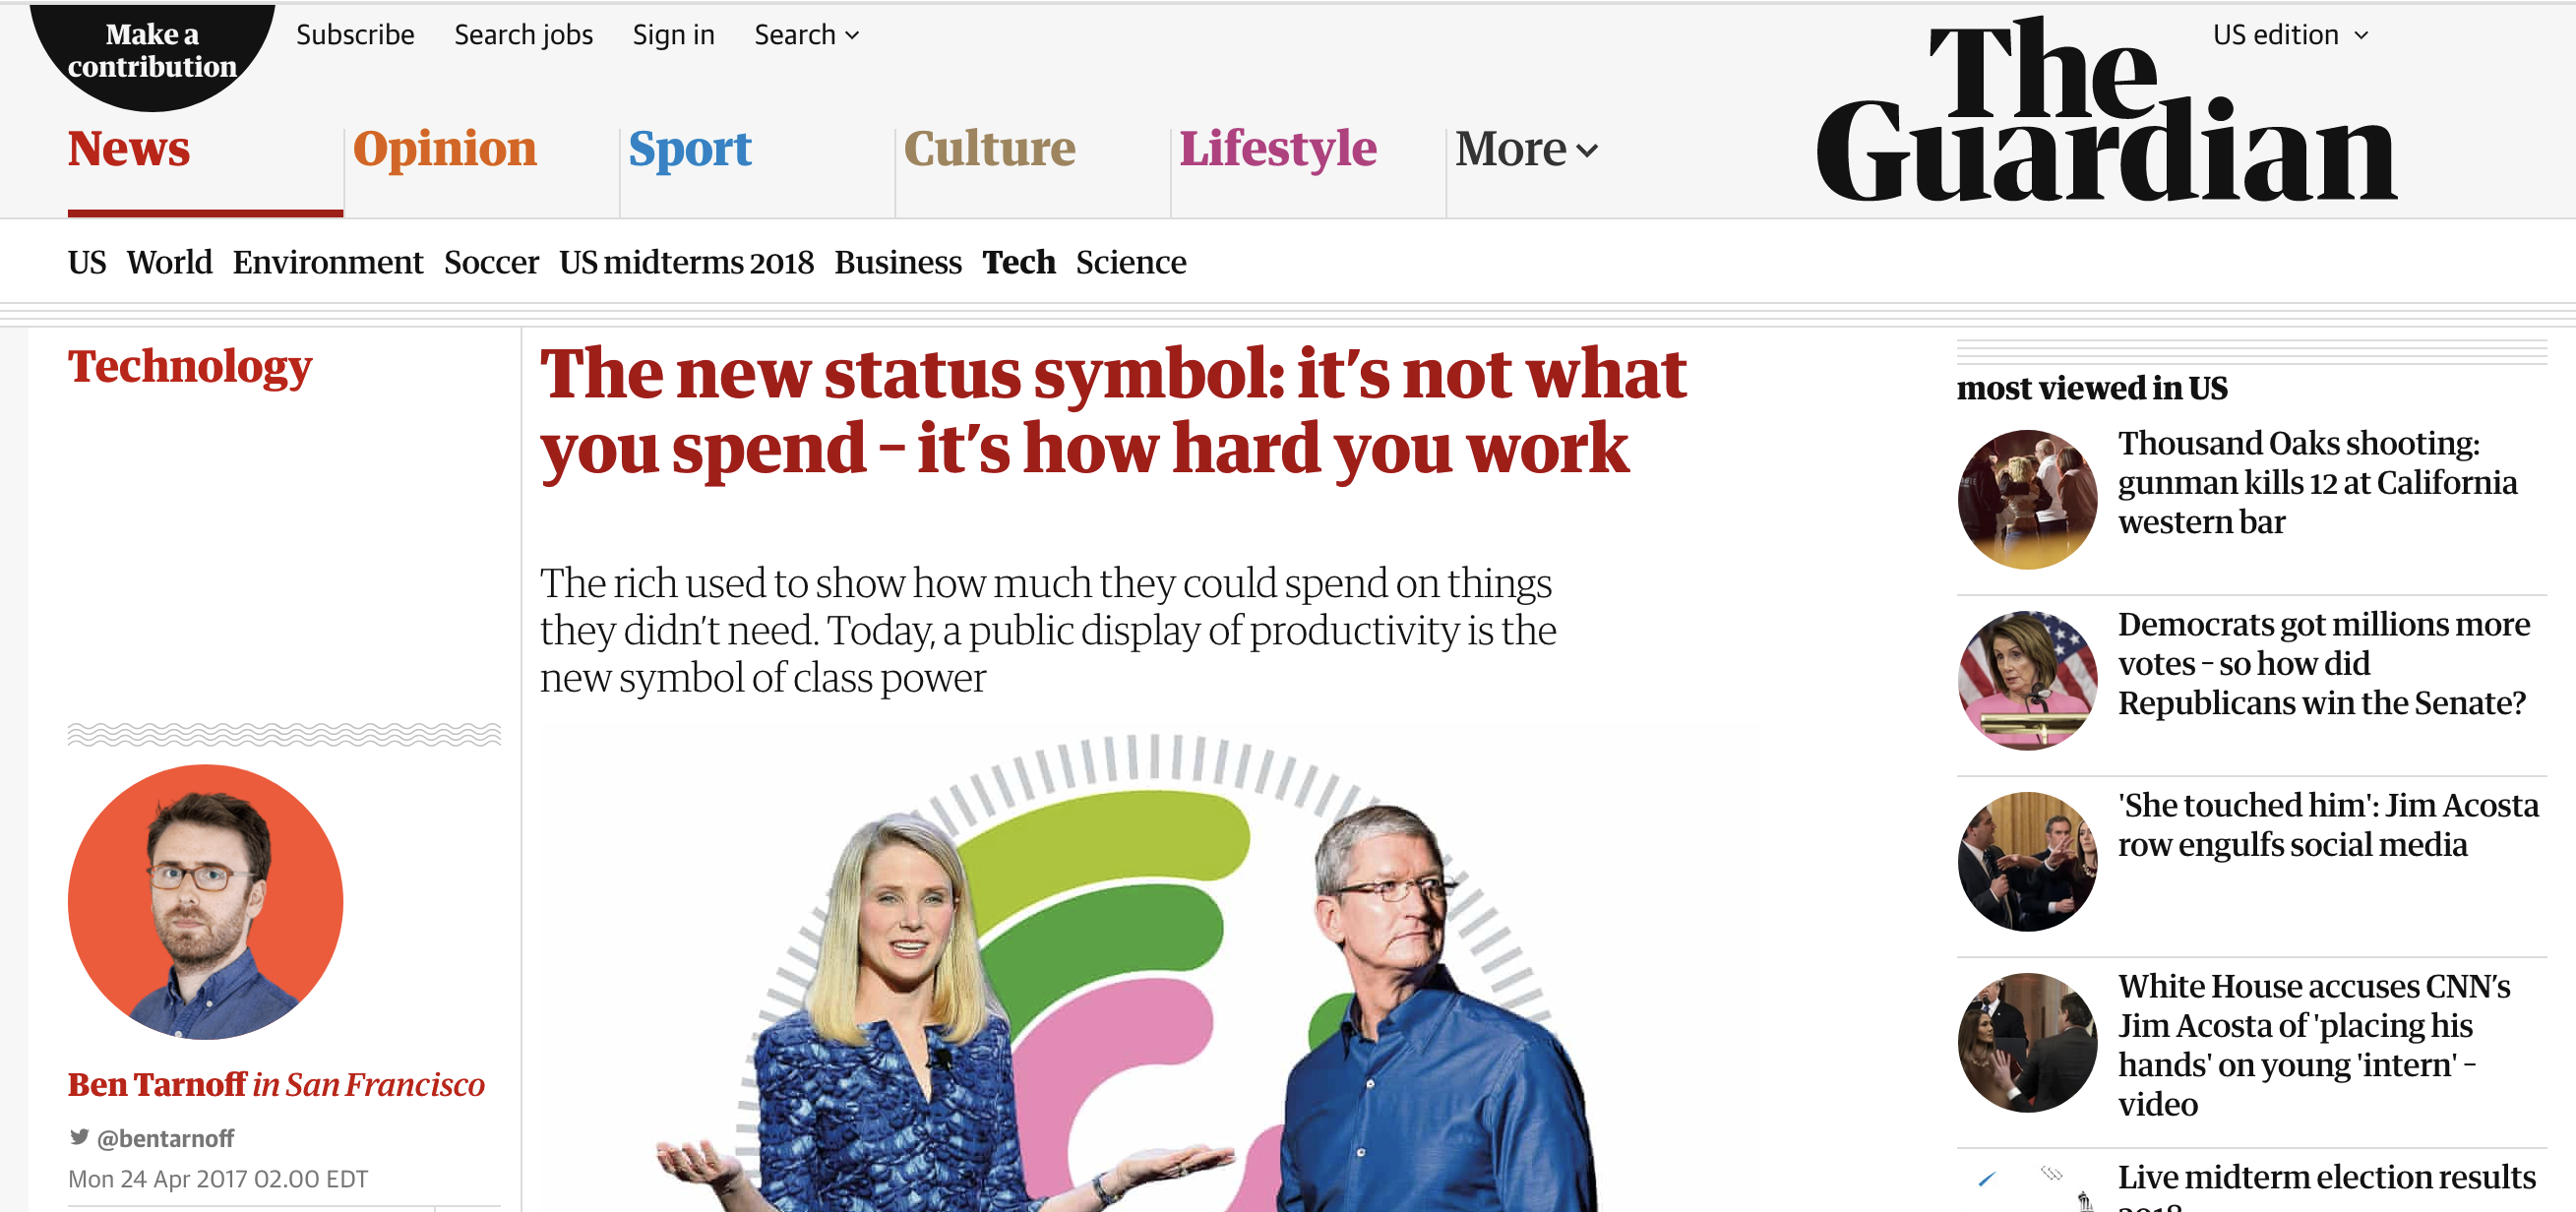 Make a
contribution
Subscribe
Search jobs
Sign in
Search
US edition
The
Guardian
News
Opinion
Sport
Culture
Lifestyle
More
US World Environment Soccer US midterms 2018 Business Tech Science
Technology
The new status symbol: it’s not what
you spend – it’s how hard you work
The rich used to show how much they could spend on things
they didn’t need. Today, a public display of productivity is the
new symbol of class power
Ben Tarnoff in San Francisco
@bentarnoff
Mon 24 Apr 2017 02.00 EDT
most viewed in US
Thousand Oaks shooting:
gunman kills 12 at California
western bar
Democrats got millions more
votes – so how did
Republicans win the Senate?
'She touched him': Jim Acosta
row engulfs social media
White House accuses CNN’s
Jim Acosta of 'placing his
hands' on young 'intern' –
video
Live midterm election results
2018